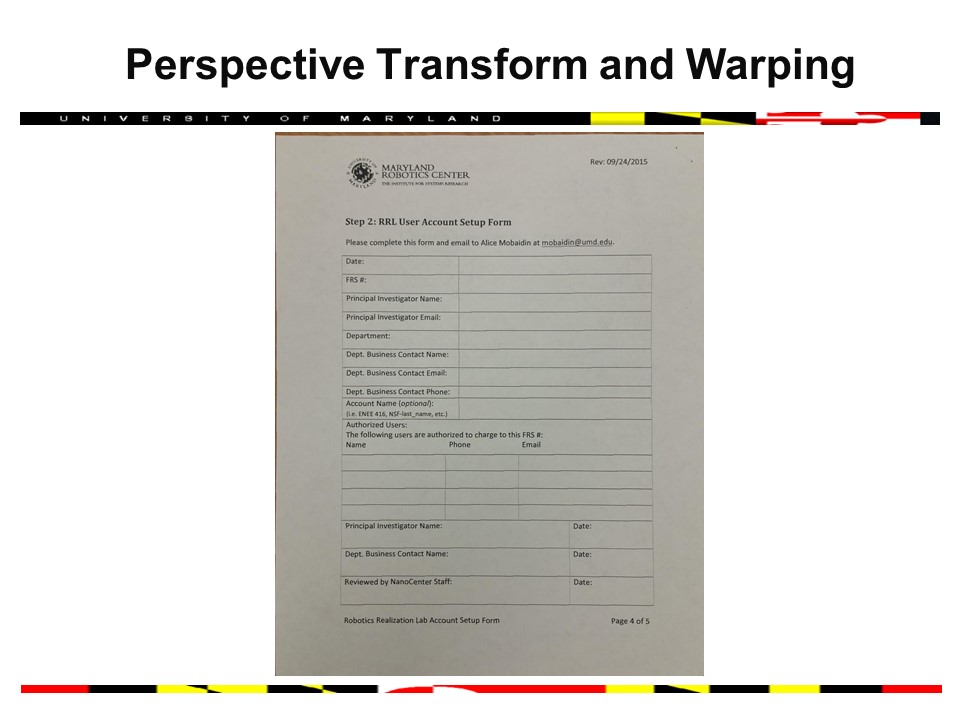 Perspective Transform and Warping
UNIVERSITY OF MARYLAND
Rev: 09/24/2015
UNIVERSITY OF
MARYLAND
MARYLAND
ROBOTICS CENTER
THE INSTITUTE FOR SYSTEMS RESEARCH
Step 2: RRL User Account Setup Form
Please complete this form and email to Alice Mobaidin at mobaidin@umd.edu.
Date:
FRS #:
Principal Investigator Name:
Principal Investigator Email:
Department:
Dept. Business Contact Name:
Dept. Business Contact Email:
Dept. Business Contact Phone:
Account Name (optional):
(i.e. ENEE 416, NSF-last_name, etc.)
Authorized Users:
The following users are authorized to charge to this FRS #:
Name Phone Email
Principal Investigator Name: Date:
Dept. Business Contact Name: Date:
Reviewed by NanoCenter Staff: Date:
Robotics Realization Lab Account Setup Form Page 4 of 5